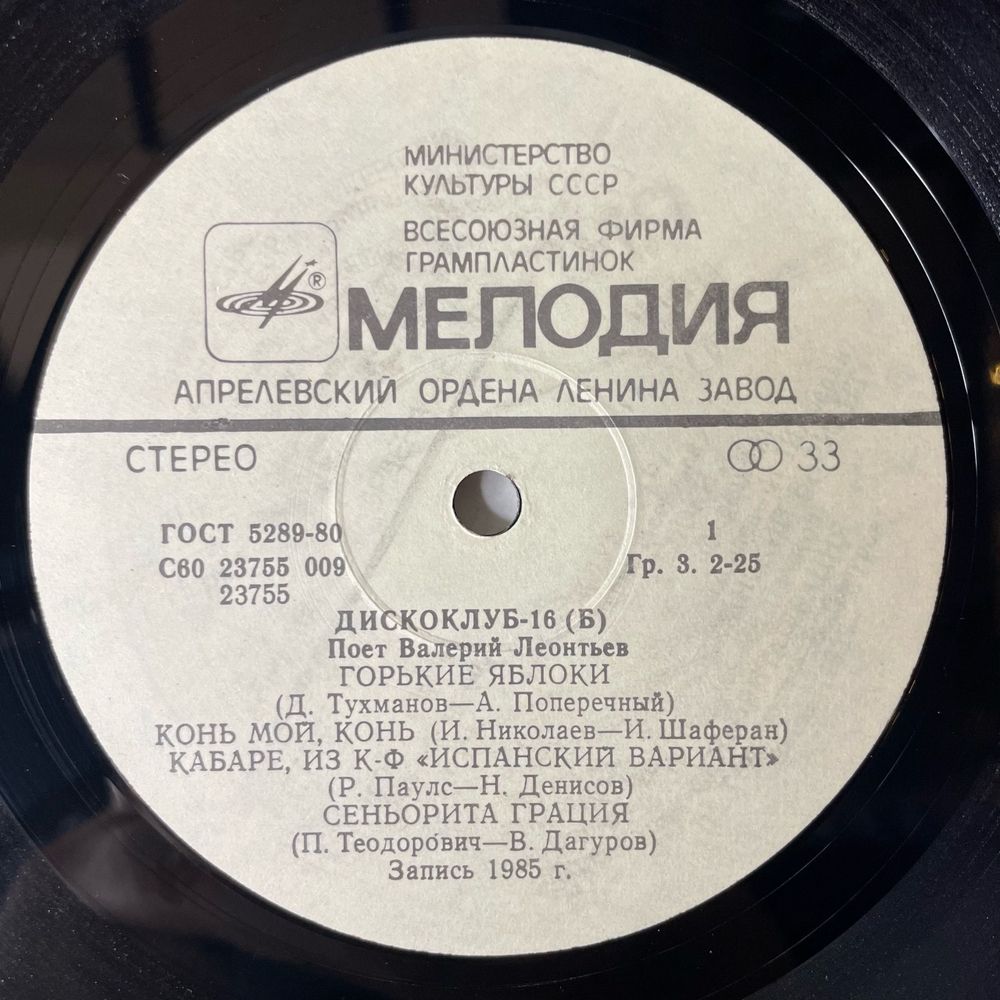 МИНИСТЕРСТВО
КУЛЬТУРЫ СССР
ВСЕСОЮЗНАЯ ФИРМА
ГРАМПЛАСТИНОК
®
МЕЛОДИЯ
АПРЕЛЕВСКИЙ ОРДЕНА ЛЕНИНА ЗАВОД
СТЕРЕО 33
ГОСТ 5289-80 1
С60 23755 009 Гр. 3. 2-25
23755
ДИСКОКЛУБ-16 (Б)
Поет Валерий Леонтьев
ГОРЬКИЕ ЯБЛОКИ
(Д. Тухманов—А. Поперечный)
КОНЬ МОЙ, КОНЬ (И. Николаев—И. Шаферан)
КАБАРЕ, ИЗ К-Ф «ИСПАНСКИЙ ВАРИАНТ»
(Р. Паулс—Н. Денисов)
СЕНЬОРИТА ГРАЦИЯ
(П. Теодорóвич—В. Дагуров)
Запись 1985 г.